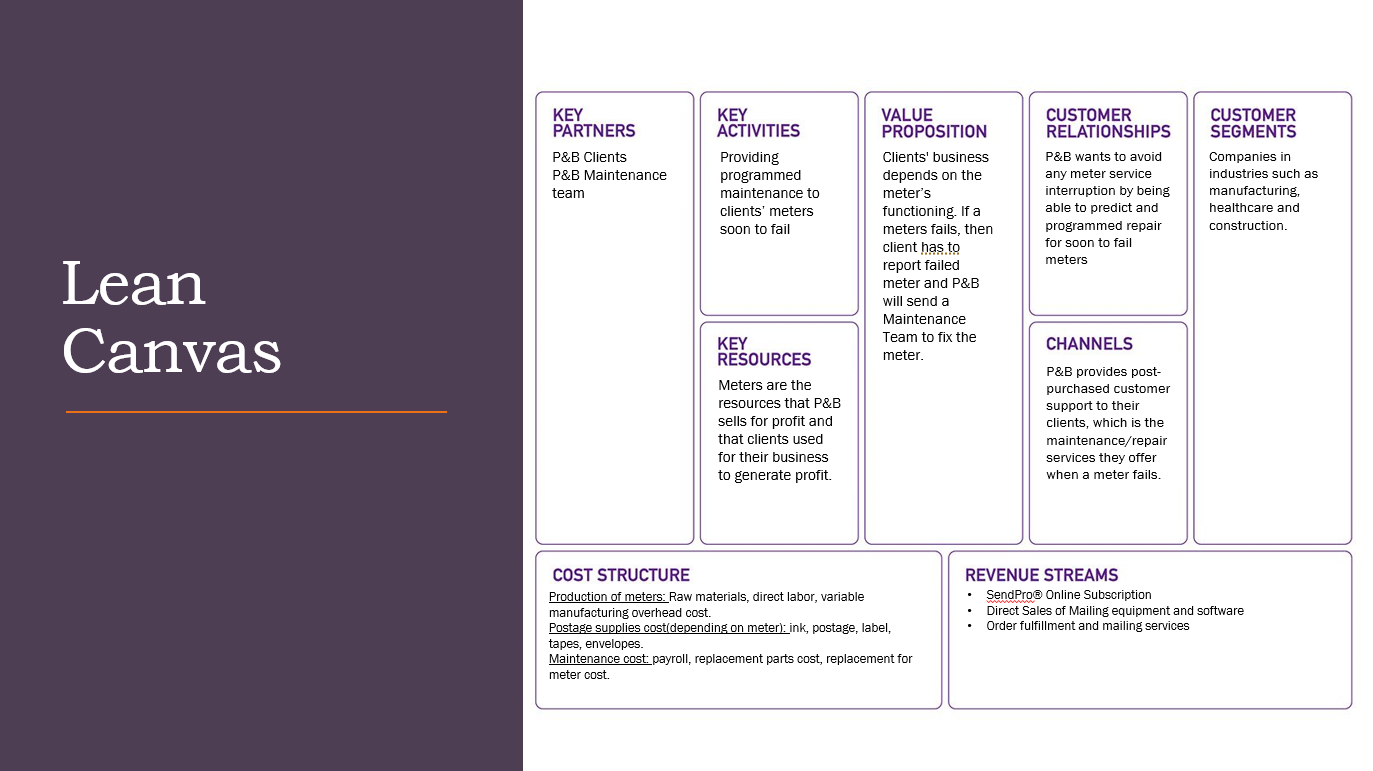 Lean
Canvas
KEY
PARTNERS
P&B Clients
P&B Maintenance
team
KEY
ACTIVITIES
Providing
programmed
maintenance to
clients’ meters
soon to fail
KEY
RESOURCES
Meters are the
resources that P&B
sells for profit and
that clients used
for their business
to generate profit.
VALUE
PROPOSITION
Clients' business
depends on the
meter’s
functioning. If a
meters fails, then
client has to
report failed
meter and P&B
will send a
Maintenance
Team to fix the
meter.
CUSTOMER
RELATIONSHIPS
P&B wants to avoid
any meter service
interruption by being
able to predict and
programmed repair
for soon to fail
meters
CHANNELS
P&B provides post-
purchased customer
support to their
clients, which is the
maintenance/repair
services they offer
when a meter fails.
CUSTOMER
SEGMENTS
Companies in
industries such as
manufacturing,
healthcare and
construction.
COST STRUCTURE
Production of meters: Raw materials, direct labor, variable
manufacturing overhead cost.
Postage supplies cost(depending on meter): ink, postage, label,
tapes, envelopes.
Maintenance cost: payroll, replacement parts cost, replacement for
meter cost.
REVENUE STREAMS
• SendPro® Online Subscription
• Direct Sales of Mailing equipment and software
• Order fulfillment and mailing services